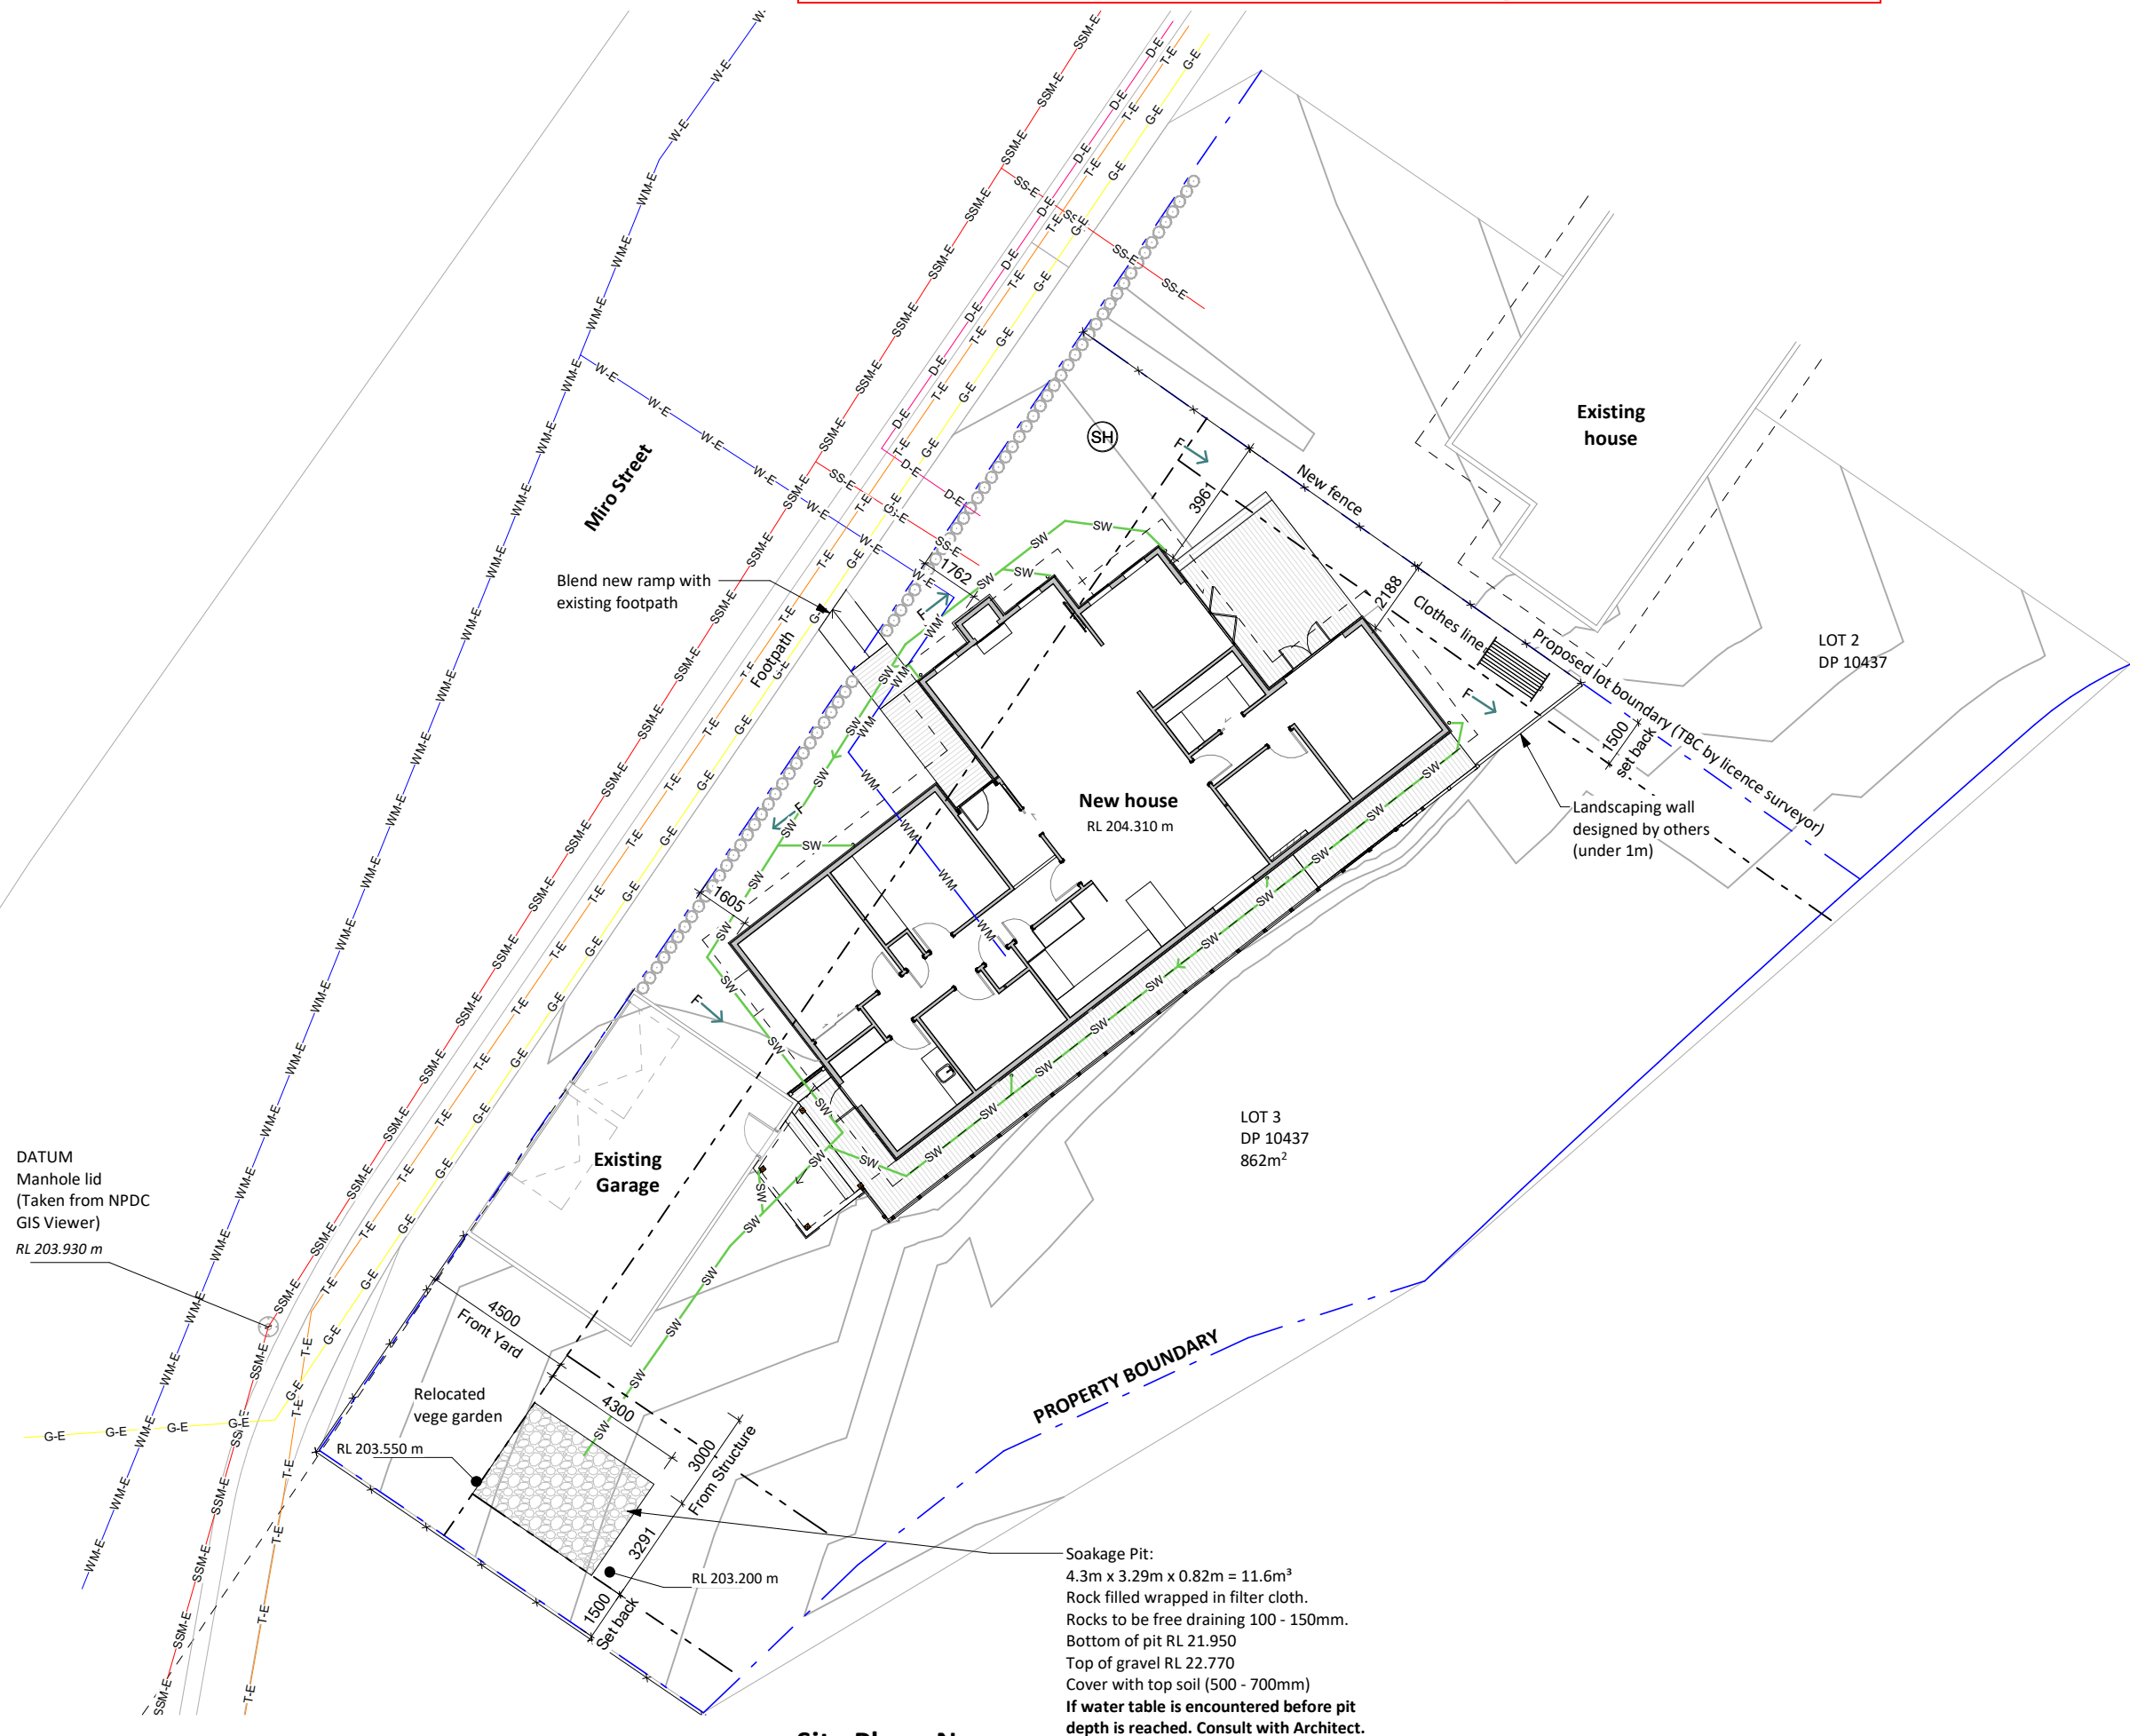 Miro Street
Blend new ramp with
existing footpath
Footpath
SH
F
3961
New fence
Existing
house
1762
F
2188
Clothes line
Proposed lot boundary (TBC by licence surveyor)
LOT 2
DP 10437
F
1500
set back
New house
RL 204.310 m
Landscaping wall
designed by others
(under 1m)
F
1605
F
LOT 3
DP 10437
862m²
Existing
Garage
DATUM
Manhole lid
(Taken from NPDC
GIS Viewer)
RL 203.930 m
4500
Front Yard
Relocated
vege garden
4300
3000
From Structure
RL 203.550 m
3291
RL 203.200 m
1500
Set back
PROPERTY BOUNDARY
Soakage Pit:
4.3m x 3.29m x 0.82m = 11.6m³
Rock filled wrapped in filter cloth.
Rocks to be free draining 100 - 150mm.
Bottom of pit RL 21.950
Top of gravel RL 22.770
Cover with top soil (500 - 700mm)
If water table is encountered before pit
depth is reached. Consult with Architect.
W-E
WM-E
SSM-E
SS-E
D-E
T-E
G-E
SW
WM